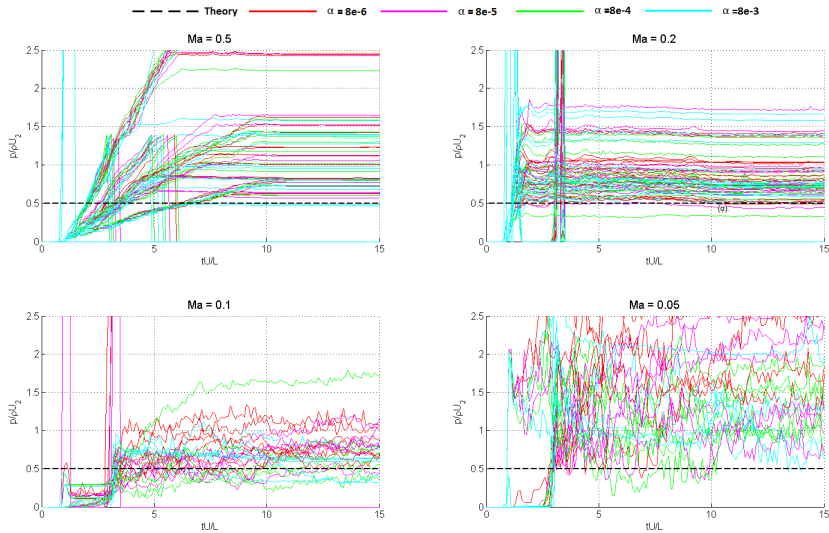 Theory α = 8e-6 α = 8e-5 α =8e-4 α =8e-3
Ma = 0.5 Ma = 0.2
2.5 2.5
2 2
1.5 1.5
p/ρU_2 p/ρU_2
1 1
0.5 0.5
(g)
0 0
0 5 10 15 0 5 10 15
tU/L tU/L
Ma = 0.1 Ma = 0.05
2.5 2.5
2 2
1.5 1.5
p/ρU_2 p/ρU_2
1 1
0.5 0.5
0 0
0 5 10 15 0 5 10 15
tU/L tU/L